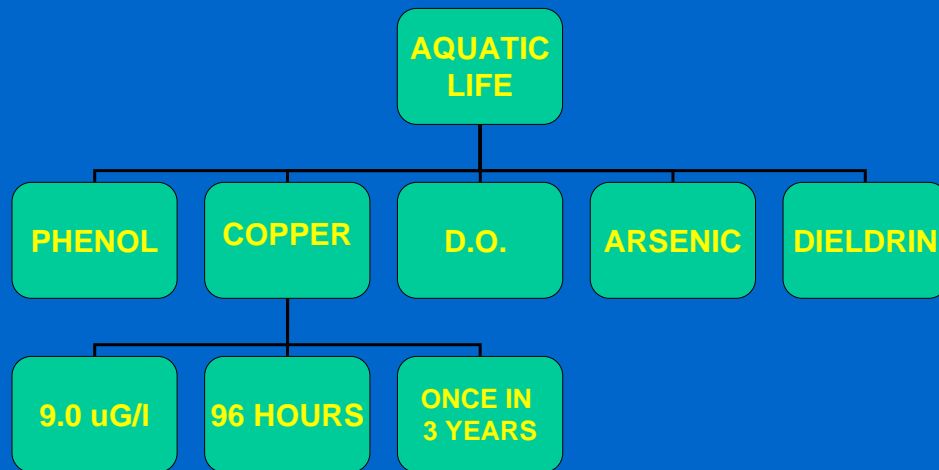 AQUATIC
LIFE
PHENOL
COPPER
D.O.
ARSENIC
DIELDRIN
9.0 uG/l
96 HOURS
ONCE IN
3 YEARS